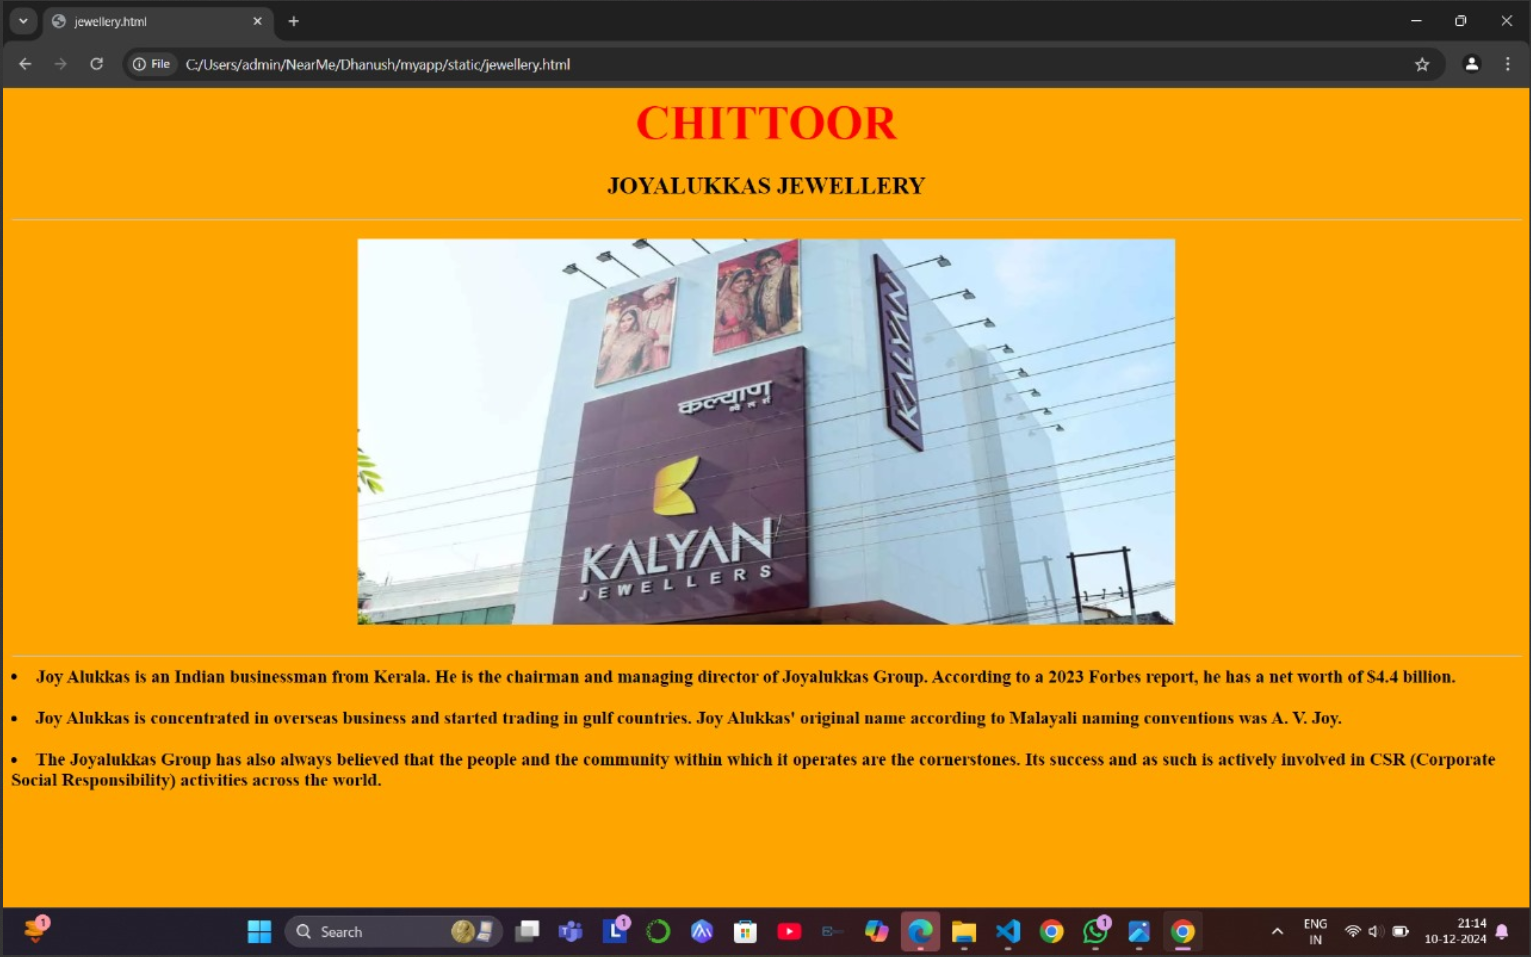 jewellery.html
File
C:/Users/admin/NearMe/Dhanush/myapp/static/jewellery.html
CHITTOOR
JOYALUKKAS JEWELLERY
कल्याण
KALYAN
KALYAN
JEWELLERS
• Joy Alukkas is an Indian businessman from Kerala. He is the chairman and managing director of Joyalukkas Group. According to a 2023 Forbes report, he has a net worth of $4.4 billion.
• Joy Alukkas is concentrated in overseas business and started trading in gulf countries. Joy Alukkas' original name according to Malayali naming conventions was A. V. Joy.
• The Joyalukkas Group has also always believed that the people and the community within which it operates are the cornerstones. Its success and as such is actively involved in CSR (Corporate
Social Responsibility) activities across the world.
1
Search
1
1
ENG
IN
21:14
10-12-2024